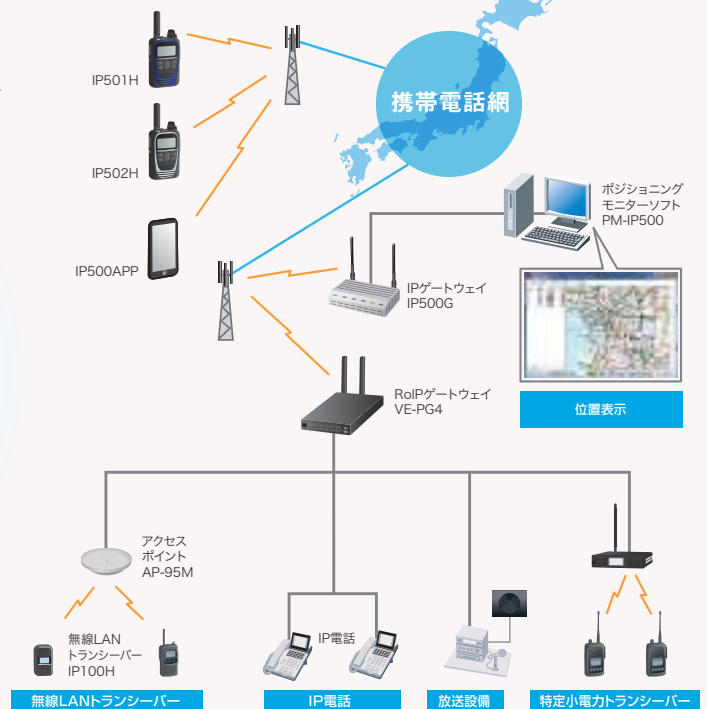 IP501H
携帯電話網
IP502H
ポジショニング
モニターソフト
PM-IP500
IP500APP
IPゲートウェイ
IP500G
RoIPゲートウェイ
VE-PG4
位置表示
アクセス
ポイント
AP-95M
無線LAN
トランシーバー
IP100H
IP電話
無線LANトランシーバー
IP電話
放送設備
特定小電力トランシーバー